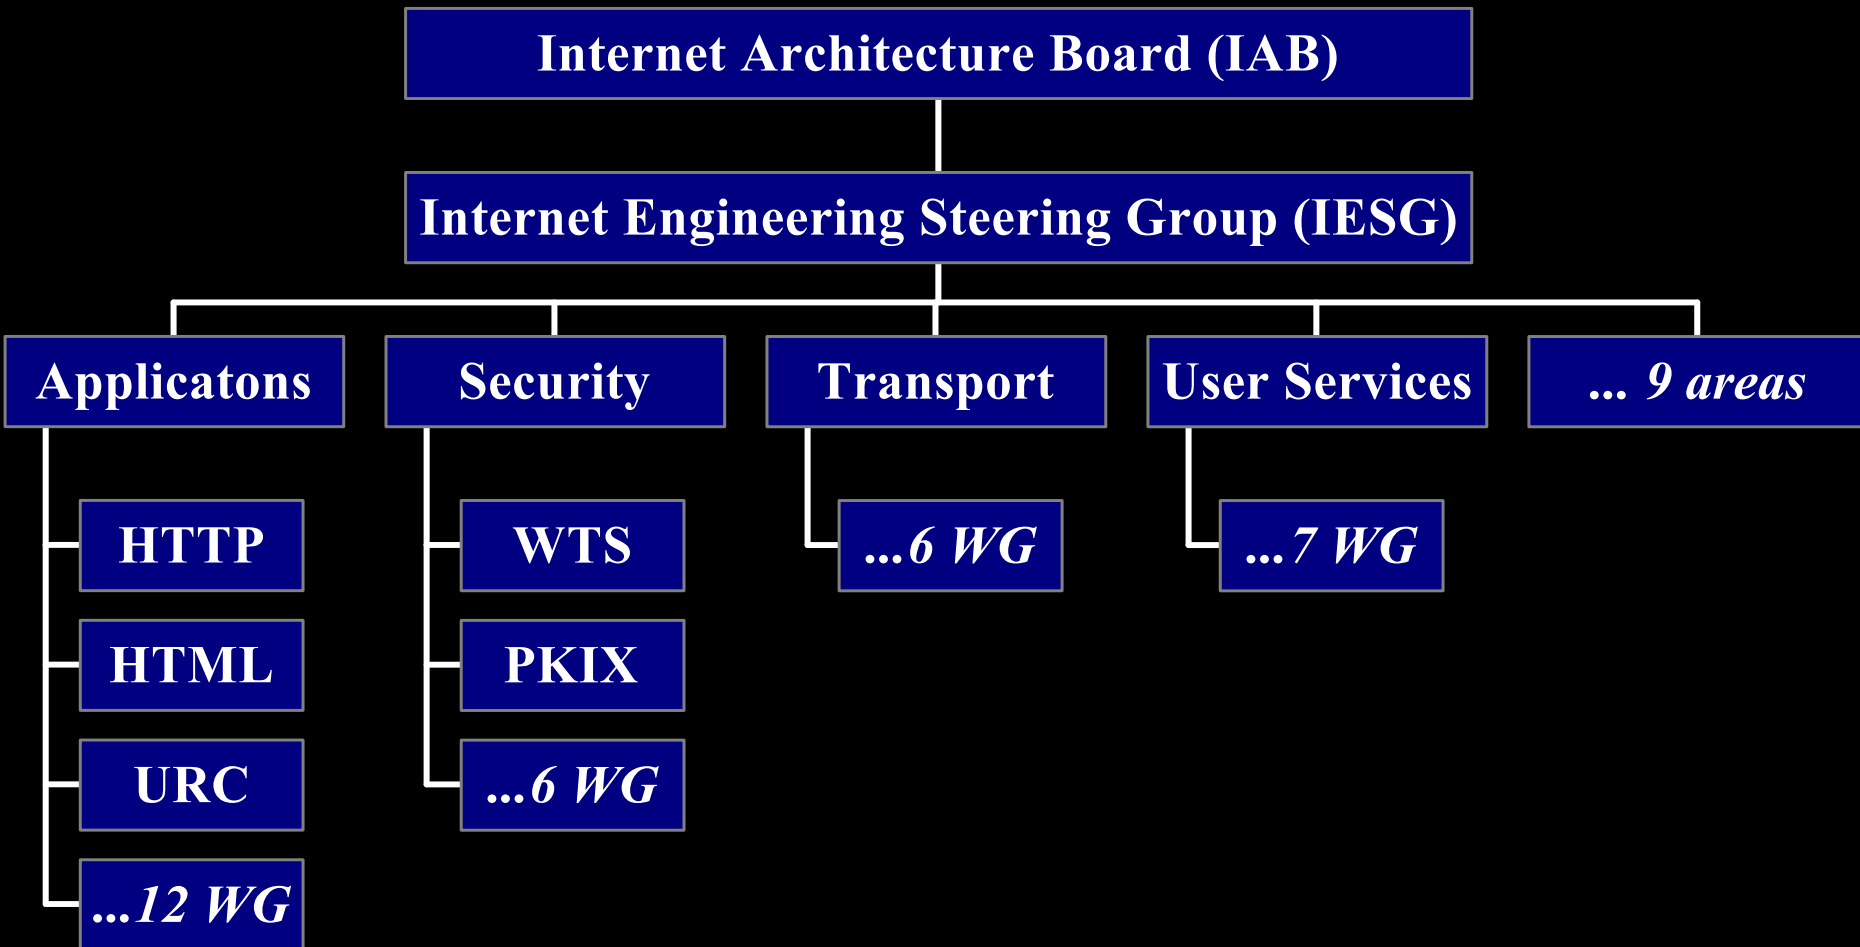 Internet Architecture Board (IAB)
Internet Engineering Steering Group (IESG)
Applicatons
Security
Transport
User Services
... 9 areas
HTTP
WTS
...6 WG
...7 WG
HTML
PKIX
URC
...6 WG
...12 WG